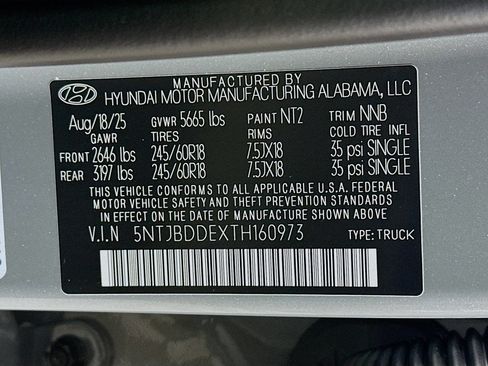 MANUFACTURED BY
HYUNDAI MOTOR MANUFACTURING ALABAMA, LLC
Aug/18/25 GVWR 5665 lbs PAINT NT2 TRIM NNB
GAWR TIRES RIMS COLD TIRE INFL
FRONT 2646 lbs 245/60R18 7.5JX18 35 psi SINGLE
REAR 3197 lbs 245/60R18 7.5JX18 35 psi SINGLE
THIS VEHICLE CONFORMS TO ALL APPLICABLE U.S.A. FEDERAL
MOTOR VEHICLE SAFETY AND THEFT PREVENTION STANDARDS
IN EFFECT ON THE DATE OF MANUFACTURE SHOWN ABOVE.
V.I.N 5NTJBDDEXTH160973 TYPE: TRUCK